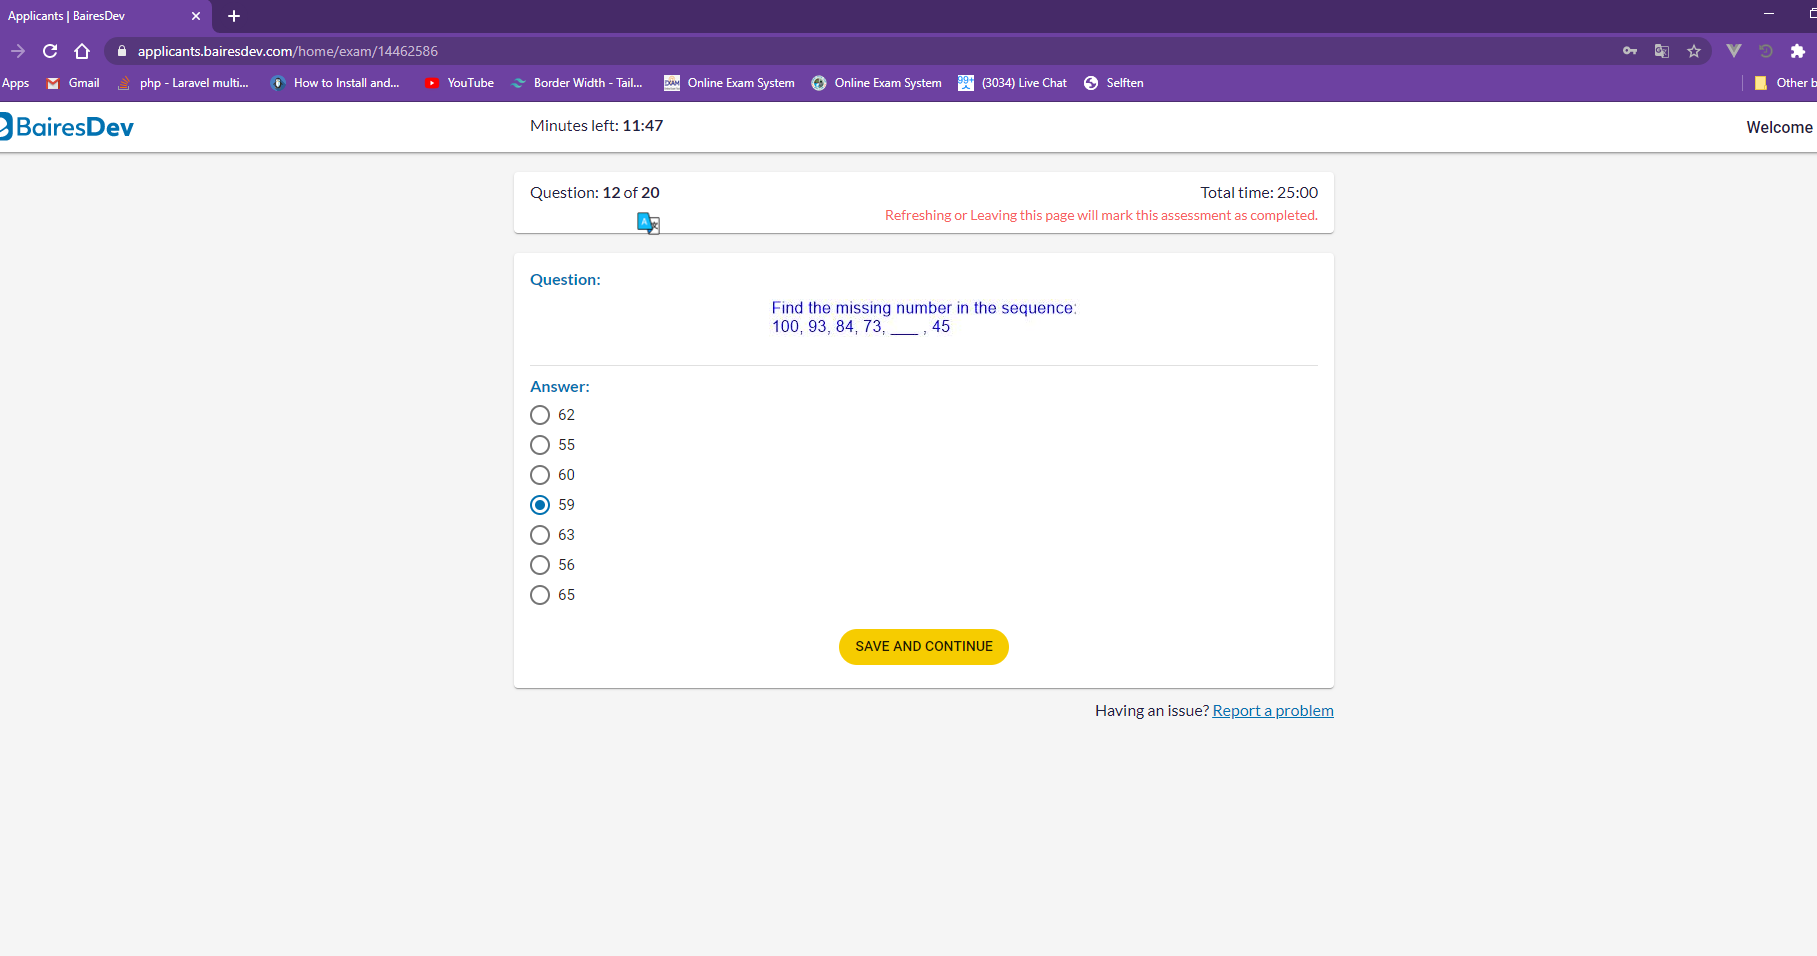 Applicants | BairesDev
applicants.bairesdev.com/home/exam/14462586
Apps Gmail php - Laravel multi... How to Install and... YouTube Border Width - Tail... EXAM Online Exam System Online Exam System 99+ (3034) Live Chat Selften Other b
BairesDev Minutes left: 11:47 Welcome
Question: 12 of 20 Total time: 25:00
Refreshing or Leaving this page will mark this assessment as completed.
Question:
Find the missing number in the sequence:
100, 93, 84, 73, ___ , 45
Answer:
62
55
60
59
63
56
65
SAVE AND CONTINUE
Having an issue? Report a problem